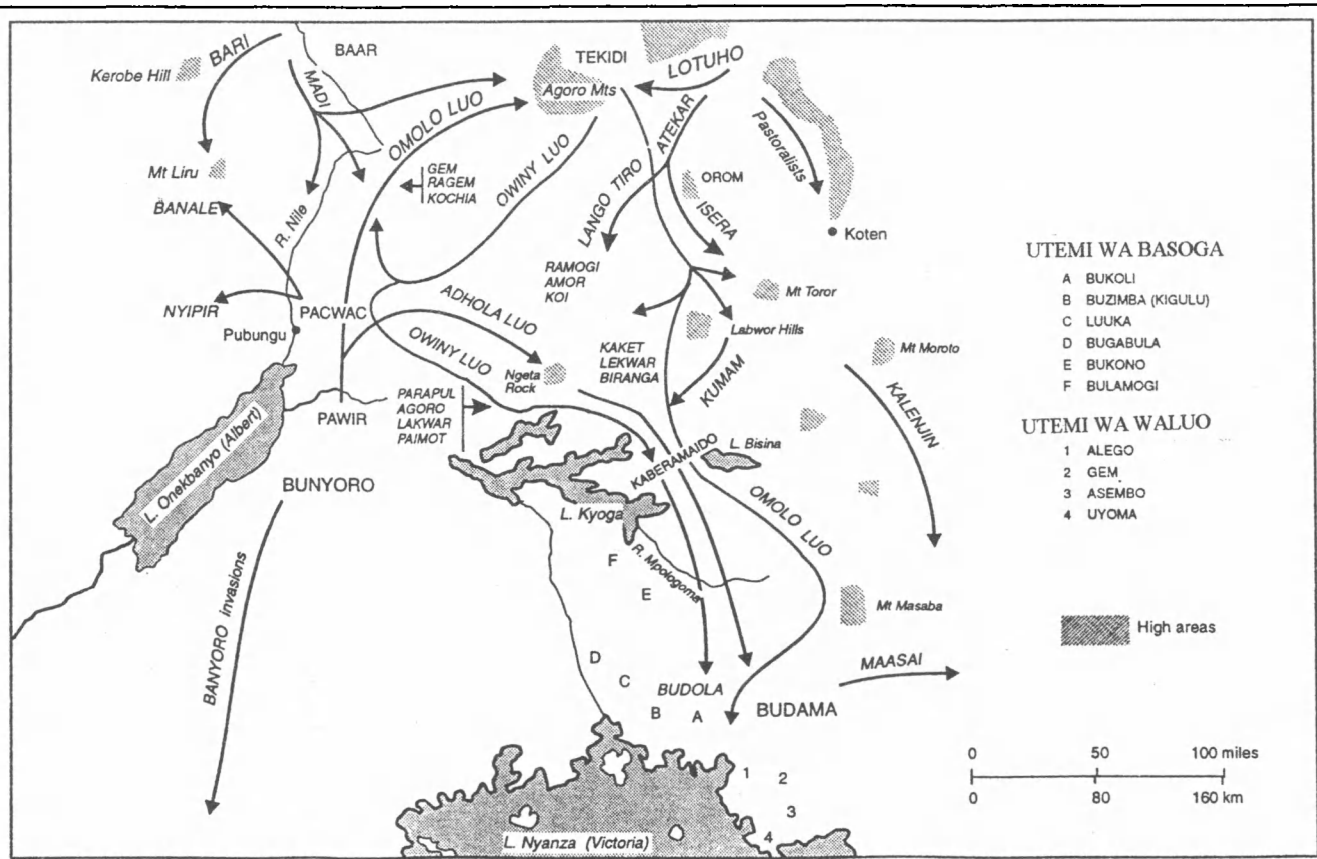 BARI
BAAR
Kerobe Hill
MADI
TEKIDI
LOTUHO
Agoro Mts
OMOLO LUO
ATEKAR
Pastoralists
Mt Liru
BANALE
GEM
RAGEM
KOCHIA
OWINY LUO
LANGO TIRO
OROM
ISERA
Koten
R. Nile
NYIPIR
PACWAC
Pubungu
ADHOLA LUO
OWINY LUO
RAMOGI
AMOR
KOI
Mt Toror
Labwor Hills
Ngeta
Rock
KAKET
LEKWAR
BIRANGA
KUMAM
Mt Moroto
KALENJIN
PAWIR
PARAPUL
AGORO
LAKWAR
PAIMOT
L. Onekbanyo (Albert)
BUNYORO
KABERAMAIDO
L. Bisina
L. Kyoga
OMOLO LUO
R. Mpologoma
F
E
Mt Masaba
BANYORO invasions
D
C
BUDOLA
B
A
BUDAMA
MAASAI
1
2
3
4
L. Nyanza (Victoria)
UTEMI WA BASOGA
A BUKOLI
B BUZIMBA (KIGULU)
C LUUKA
D BUGABULA
E BUKONO
F BULAMOGI
UTEMI WA WALUO
1 ALEGO
2 GEM
3 ASEMBO
4 UYOMA
High areas
0 50 100 miles
0 80 160 km